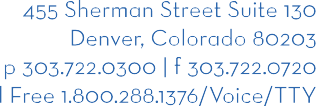 455 Sherman Street Suite 130
Denver, Colorado 80203
p 303.722.0300 | f 303.722.0720
l Free 1.800.288.1376/Voice/TTY